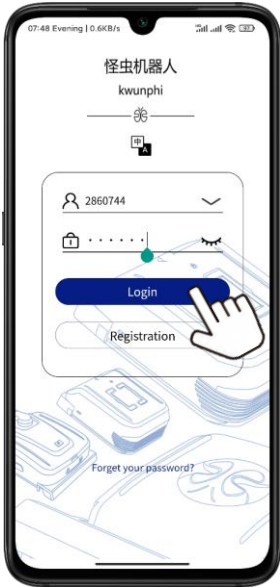 07:48 Evening | 0.6KB/s
怪虫机器人
kwunphi
中 A
2860744
Login
Registration
Forget your password?